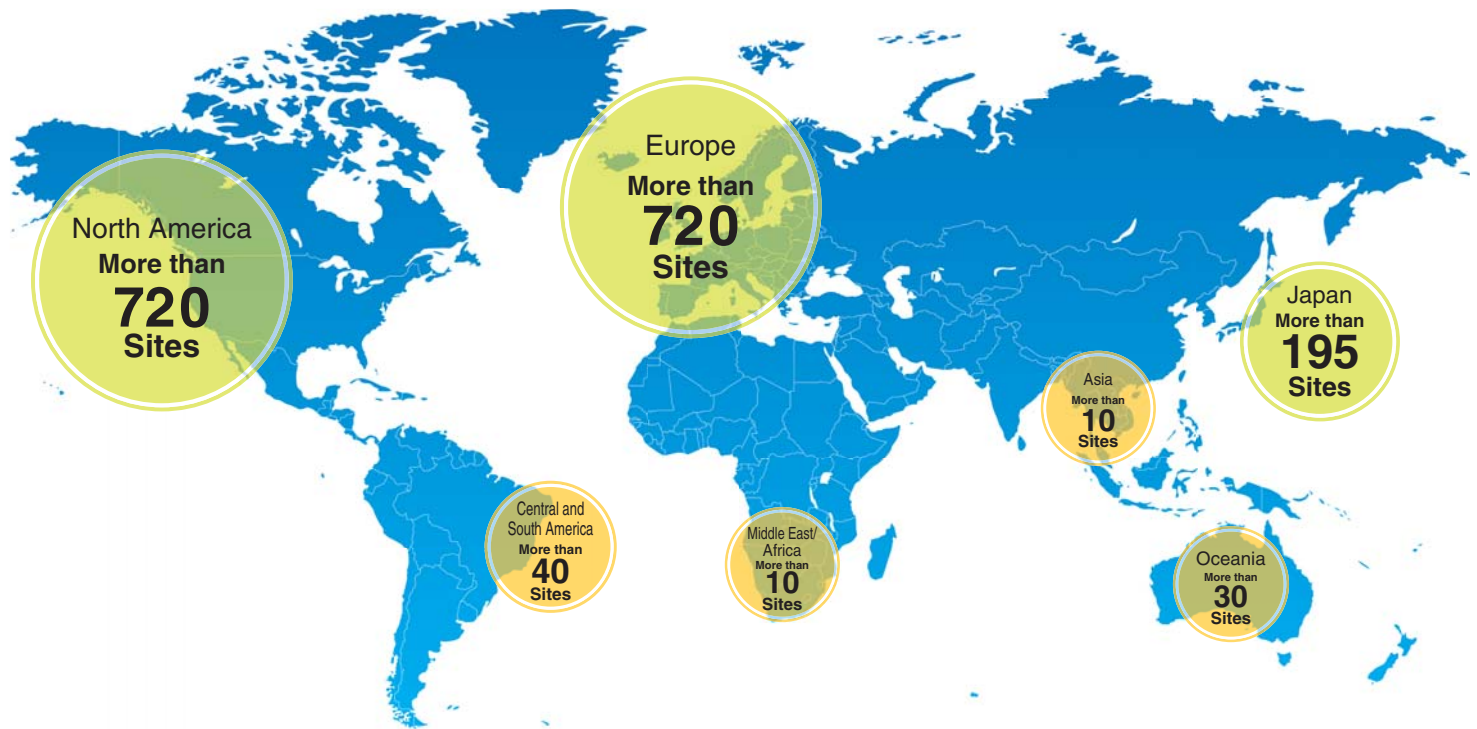 North America
More than
720
Sites
Europe
More than
720
Sites
Japan
More than
195
Sites
Asia
More than
10
Sites
Central and
South America
More than
40
Sites
Middle East/
Africa
More than
10
Sites
Oceania
More than
30
Sites